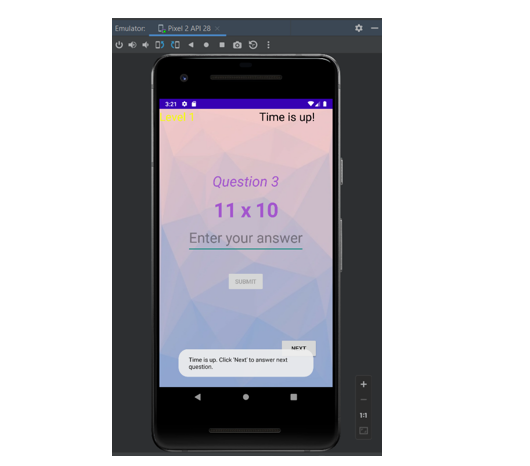 Emulator: Pixel 2 API 28
3:21
Level 1
Time is up!
Question 3
11 x 10
Enter your answer
SUBMIT
NEXT
Time is up. Click 'Next' to answer next
question.
1:1